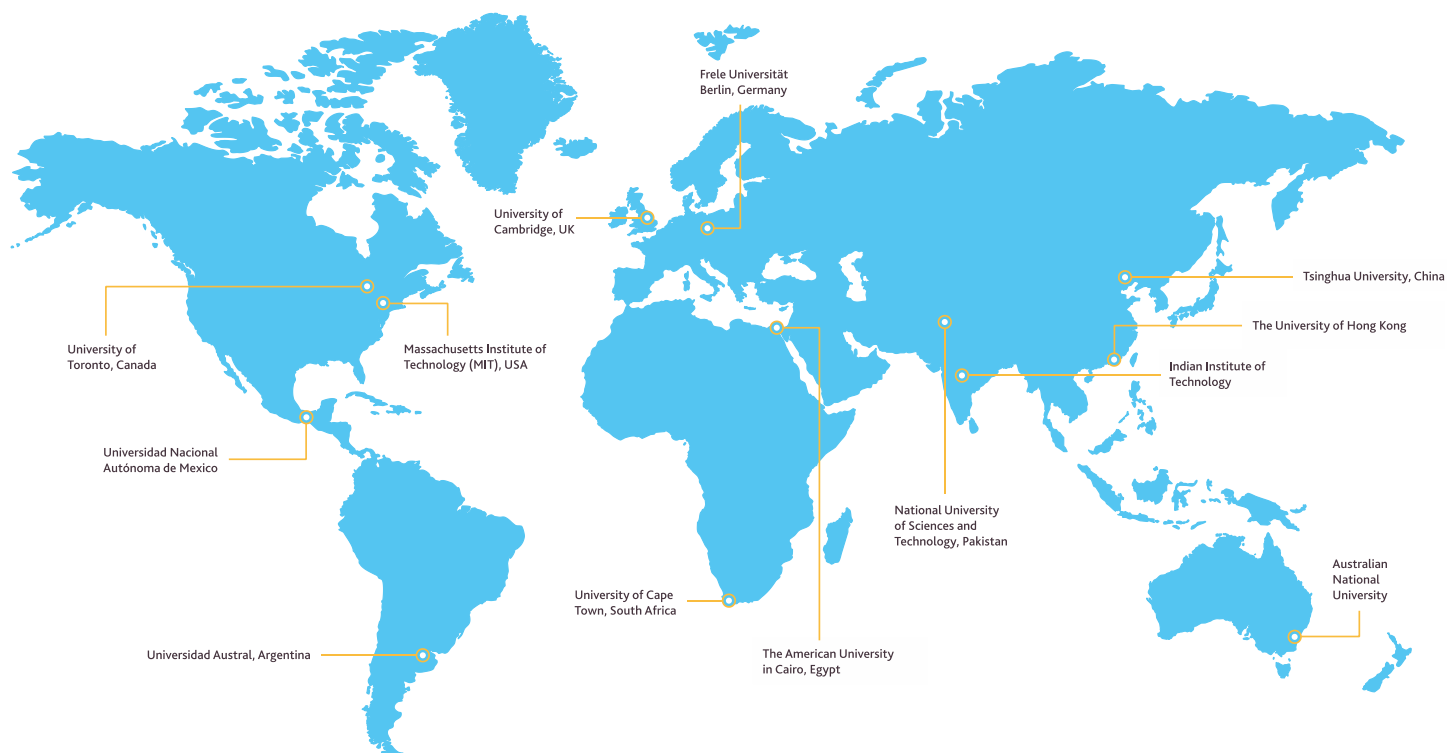 Frele Universität
Berlin, Germany
University of
Cambridge, UK
Tsinghua University, China
The University of Hong Kong
University of
Toronto, Canada
Massachusetts Institute of
Technology (MIT), USA
Indian Institute of
Technology
Universidad Nacional
Autónoma de Mexico
National University
of Sciences and
Technology, Pakistan
Australian
National
University
University of Cape
Town, South Africa
Universidad Austral, Argentina
The American University
in Cairo, Egypt